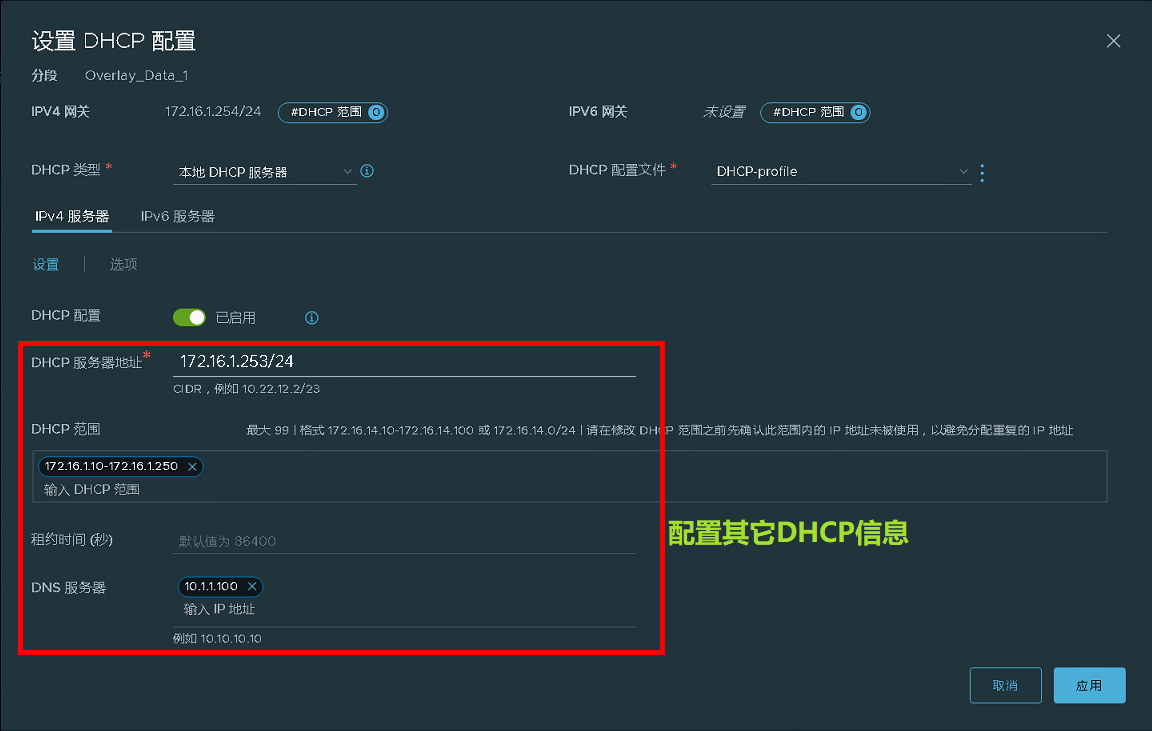 设置 DHCP 配置
分段 Overlay_Data_1
IPV4 网关 172.16.1.254/24 #DHCP 范围 0 IPV6 网关 未设置 #DHCP 范围 0
DHCP 类型 * 本地 DHCP 服务器 DHCP 配置文件 * DHCP-profile
IPv4 服务器 IPv6 服务器
设置 选项
DHCP 配置 已启用
DHCP 服务器地址* 172.16.1.253/24
CIDR，例如 10.22.12.2/23
DHCP 范围 最大 99 | 格式 172.16.14.10-172.16.14.100 或 172.16.14.0/24 | 请在修改 DHCP 范围之前先确认此范围内的 IP 地址未被使用，以避免分配重复的 IP 地址
172.16.1.10-172.16.1.250
输入 DHCP 范围
租约时间 (秒) 默认值为 86400
配置其它DHCP信息
DNS 服务器 10.1.1.100
输入 IP 地址
例如 10.10.10.10
取消 应用